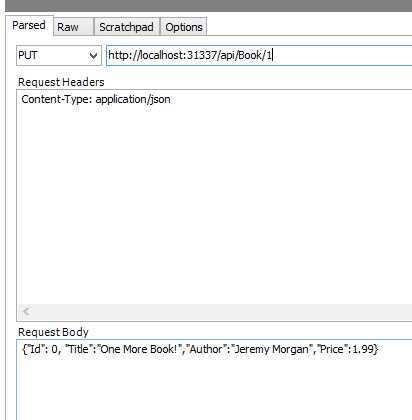 Parsed Raw Scratchpad Options
PUT http://localhost:31337/api/Book/1
Request Headers
Content-Type: application/json
Request Body
{"Id": 0, "Title":"One More Book!","Author":"Jeremy Morgan","Price":1.99}